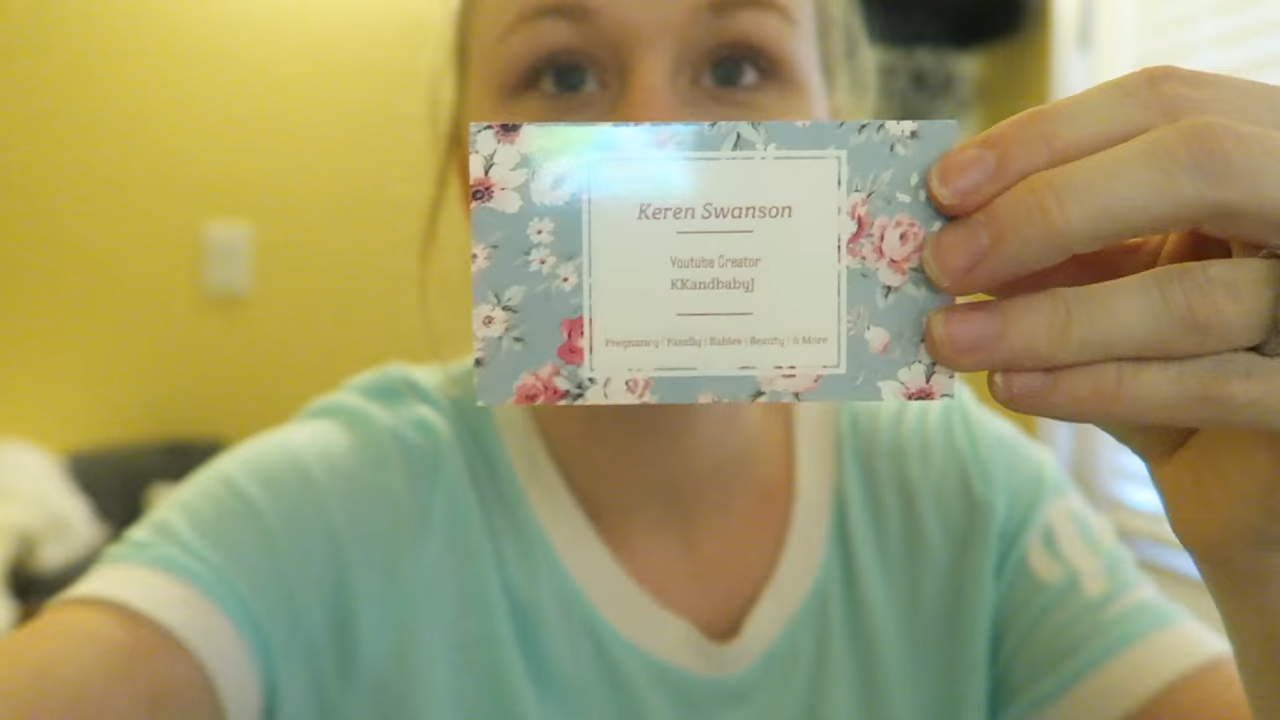 Keren Swanson
Youtube Creator
KKandbabyJ
Pregnancy | Family | Babies | Beauty | & More